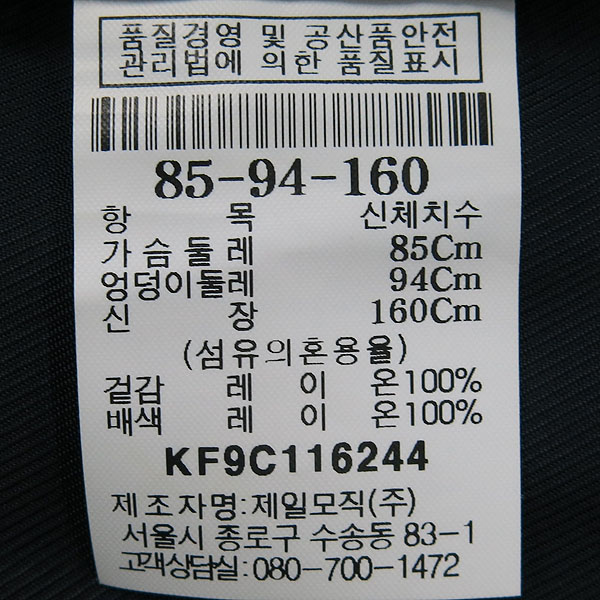 품질경영 및 공산품안전
관리법에 의한 품질표시
85-94-160
항 목 신체치수
가슴둘레 85Cm
엉덩이둘레 94Cm
신 장 160Cm
(섬유의혼용율)
겉감 레 이 온100%
배색 레 이 온100%
KF9C116244
제조자명:제일모직(주)
서울시 종로구 수송동 83-1
고객상담실:080-700-1472